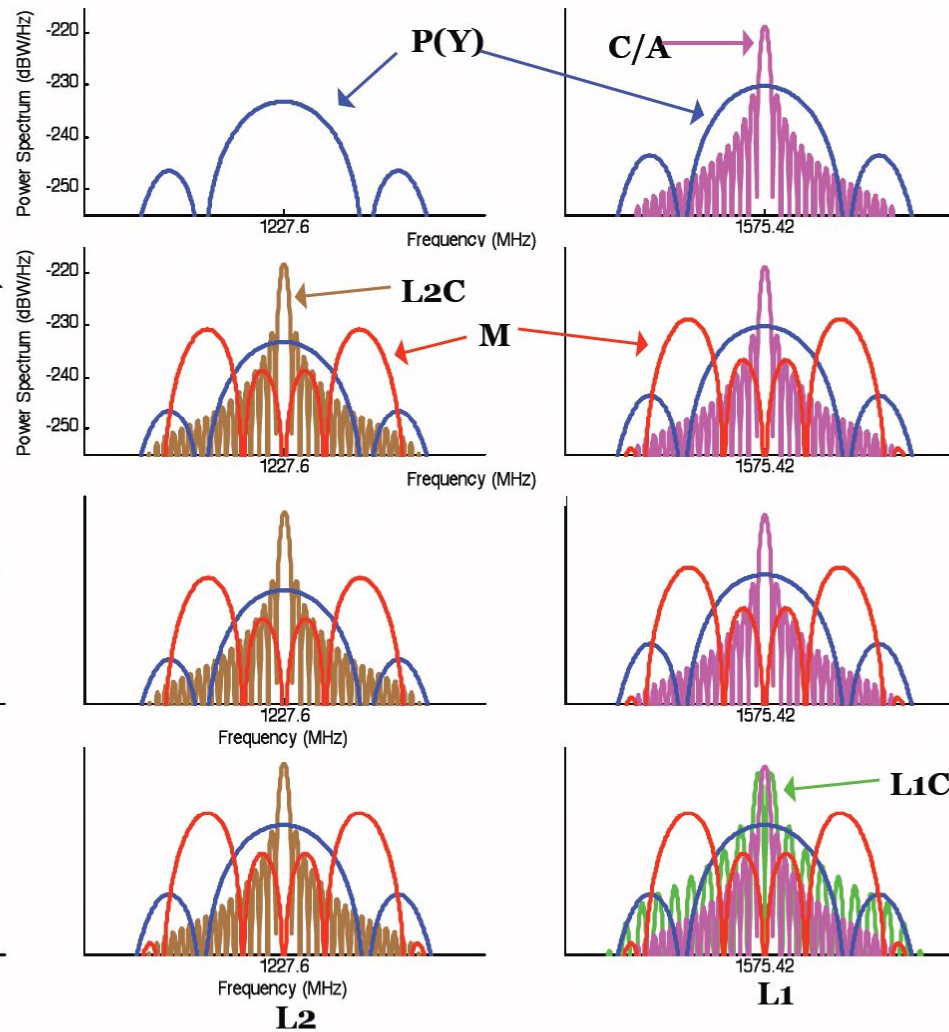 Power Spectrum (dBW/Hz)
-220
-230
-240
-250
P(Y)
C/A
1227.6
1575.42
Frequency (MHz)
Power Spectrum (dBW/Hz)
-220
-230
-240
-250
L2C
M
1227.6
1575.42
Frequency (MHz)
1227.6
1575.42
Frequency (MHz)
L1C
1227.6
1575.42
Frequency (MHz)
L2
L1